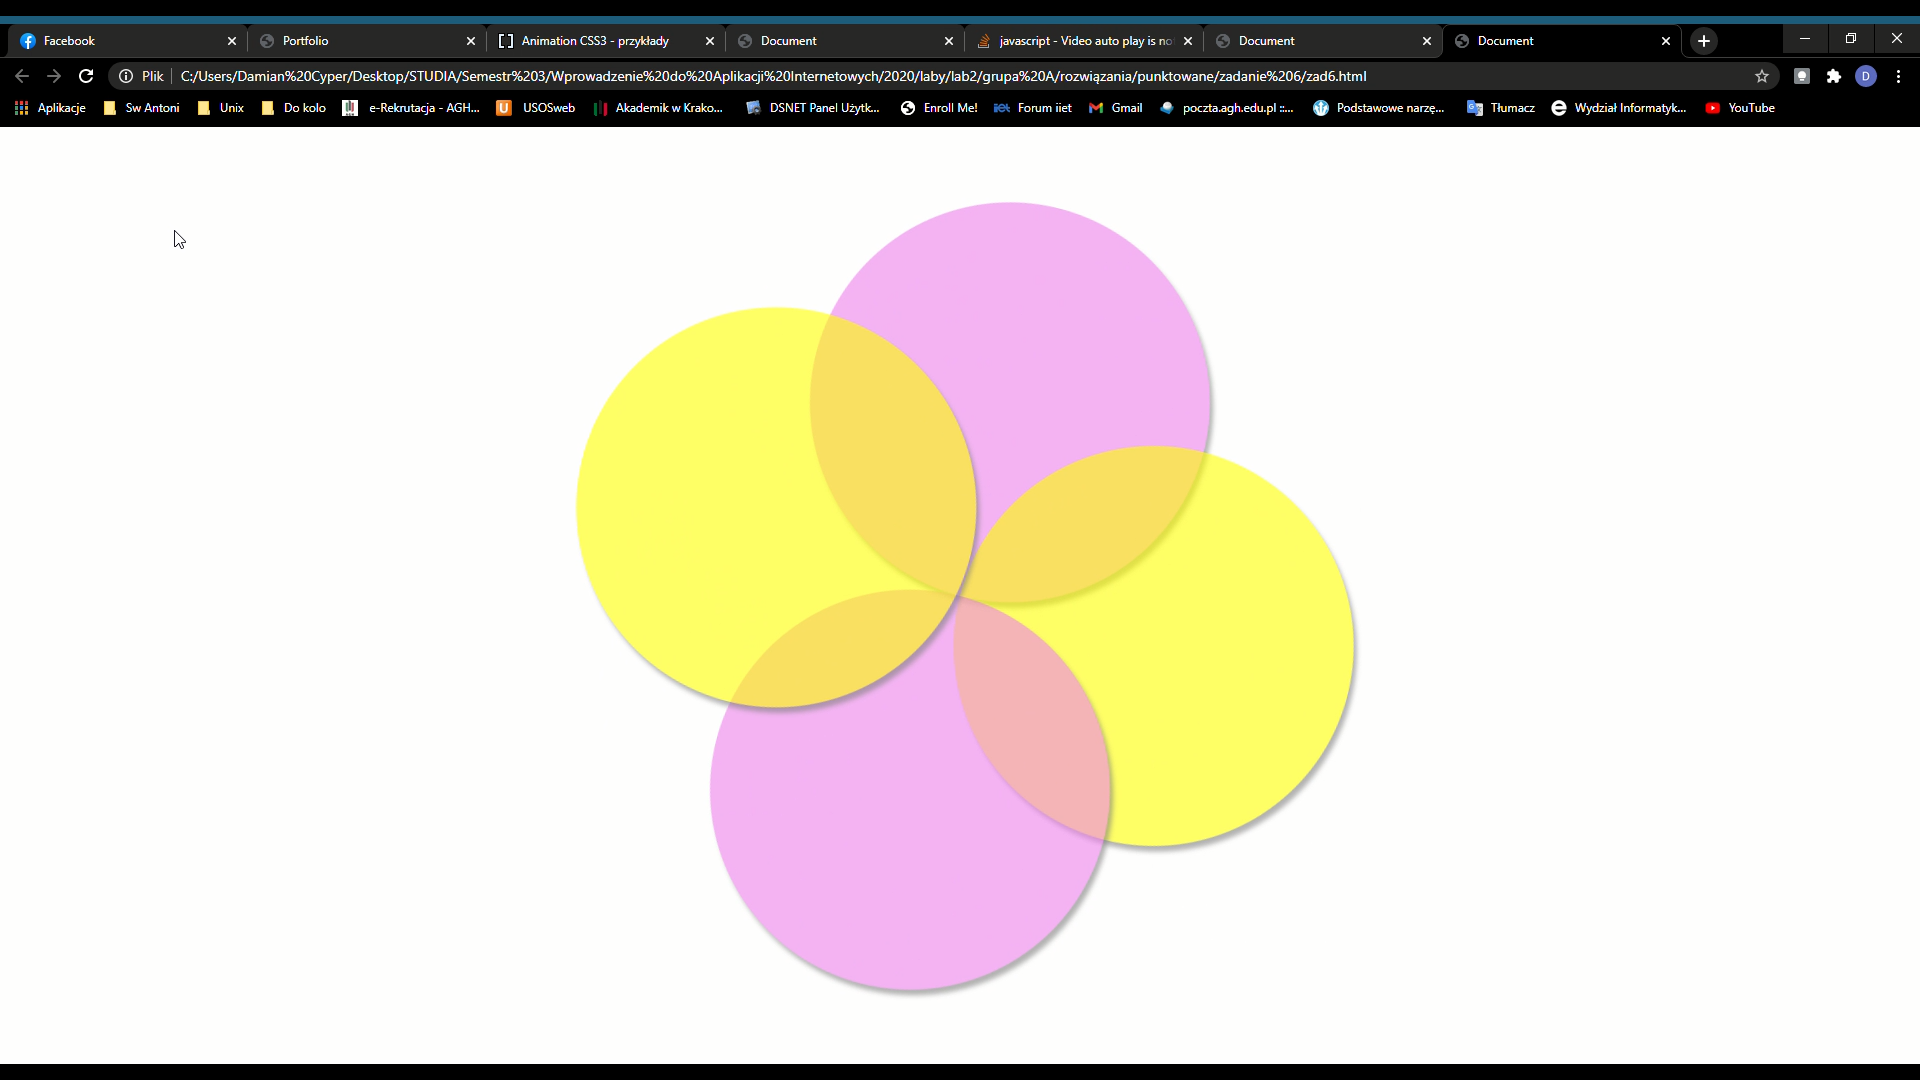 Facebook
Portfolio
[ ] Animation CSS3 - przykłady
Document
javascript - Video auto play is no
Document
Document
Plik
C:/Users/Damian%20Cyper/Desktop/STUDIA/Semestr%203/Wprowadzenie%20do%20Aplikacji%20Internetowych/2020/laby/lab2/grupa%20A/rozwiązania/punktowane/zadanie%206/zad6.html
D
Aplikacje
Sw Antoni
Unix
Do kolo
e-Rekrutacja - AGH...
U USOSweb
Akademik w Krako...
DSNET Panel Użytk...
Enroll Me!
iet Forum iiet
Gmail
poczta.agh.edu.pl ::...
Podstawowe narzę...
Tłumacz
Wydział Informatyk...
YouTube